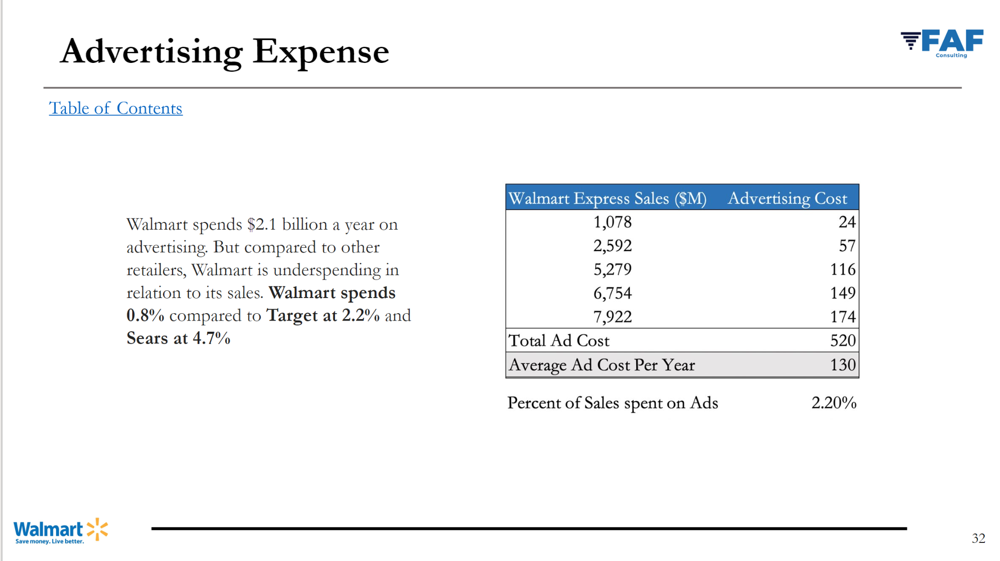 Advertising Expense
FAF
Consulting
Table of Contents
Walmart spends $2.1 billion a year on
advertising. But compared to other
retailers, Walmart is underspending in
relation to its sales. Walmart spends
0.8% compared to Target at 2.2% and
Sears at 4.7%
Walmart Express Sales ($M) Advertising Cost
1,078 24
2,592 57
5,279 116
6,754 149
7,922 174
Total Ad Cost 520
Average Ad Cost Per Year 130
Percent of Sales spent on Ads 2.20%
Walmart
Save money. Live better.
32